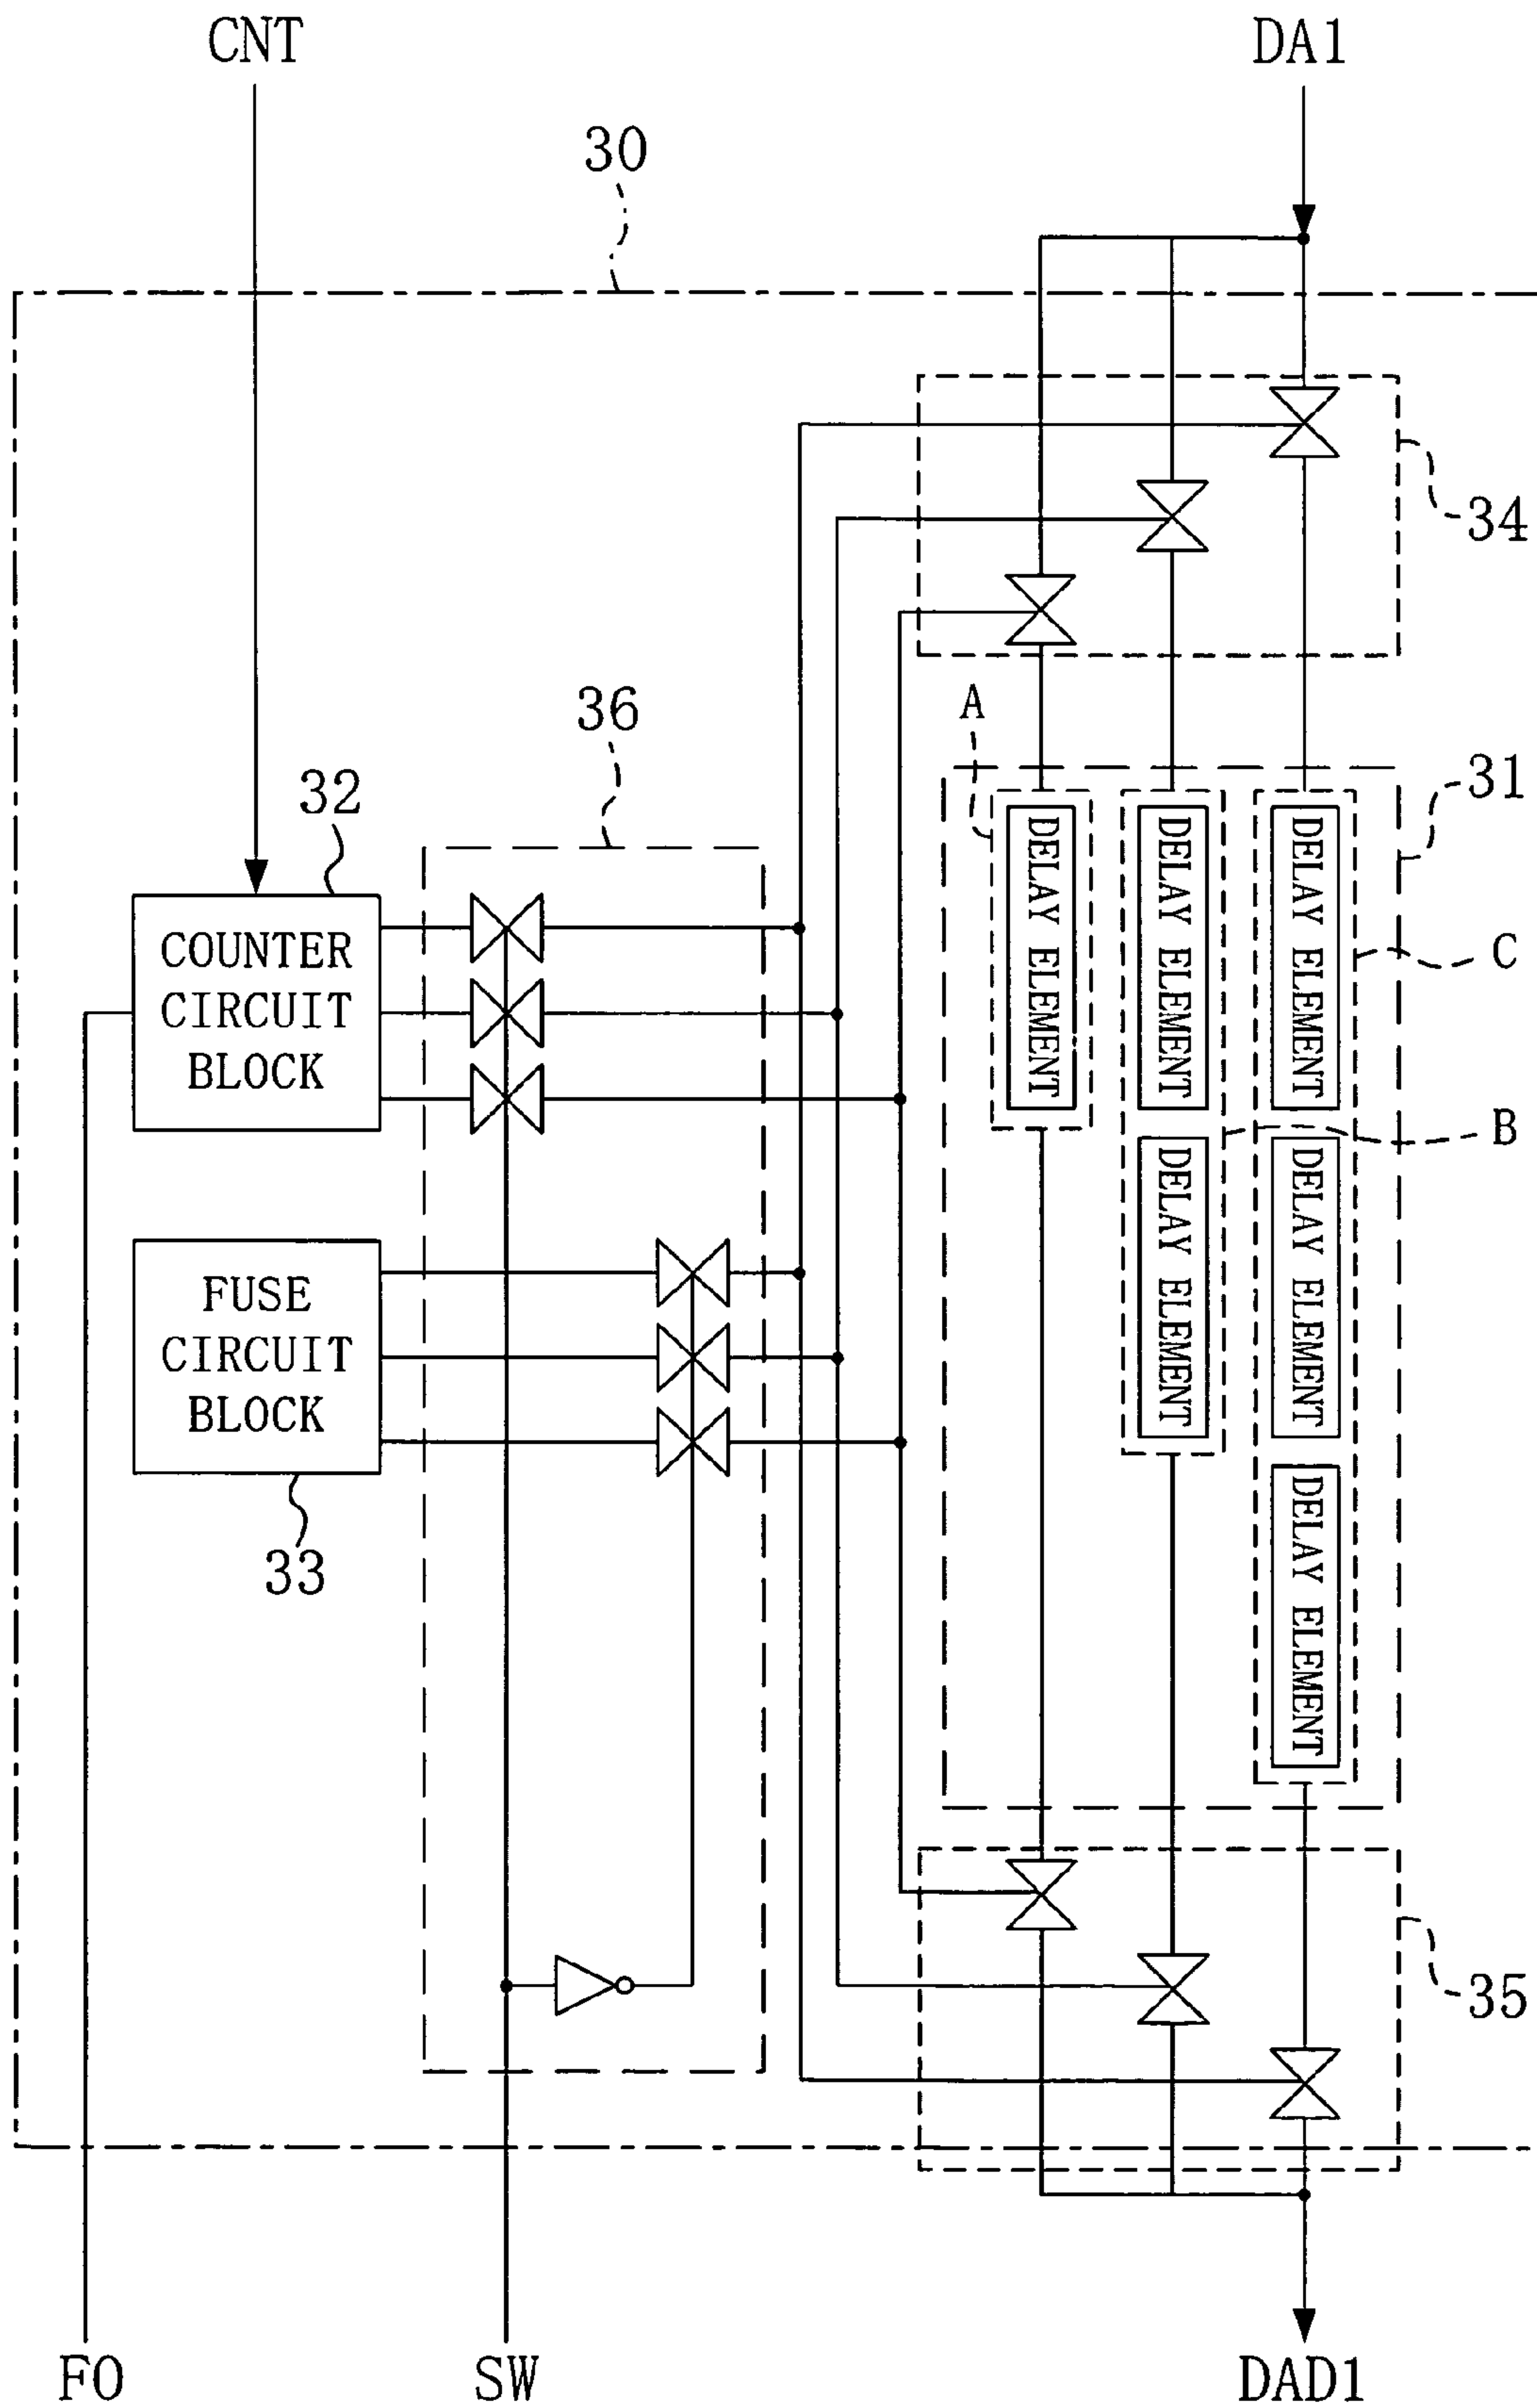 CNT
DA1
30
34
36
A
31
32
COUNTER
CIRCUIT
BLOCK
DELAY ELEMENT
DELAY ELEMENT
DELAY ELEMENT
C
B
DELAY ELEMENT
DELAY ELEMENT
FUSE
CIRCUIT
BLOCK
33
DELAY ELEMENT
35
FO
SW
DAD1